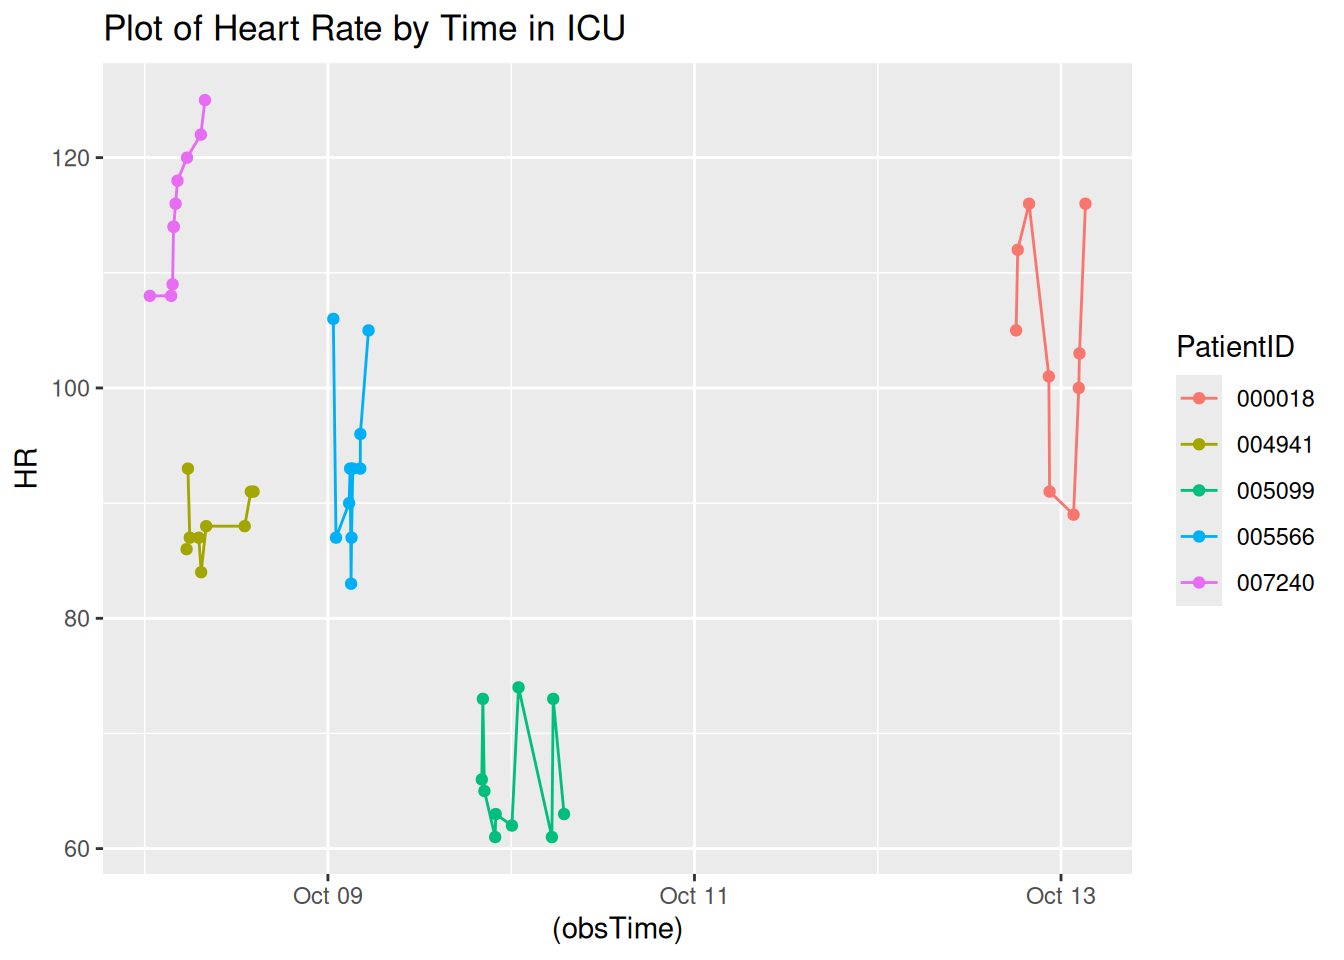 Plot of Heart Rate by Time in ICU
120
100
80
60
HR
Oct 09
Oct 11
Oct 13
(obsTime)
PatientID
000018
004941
005099
005566
007240